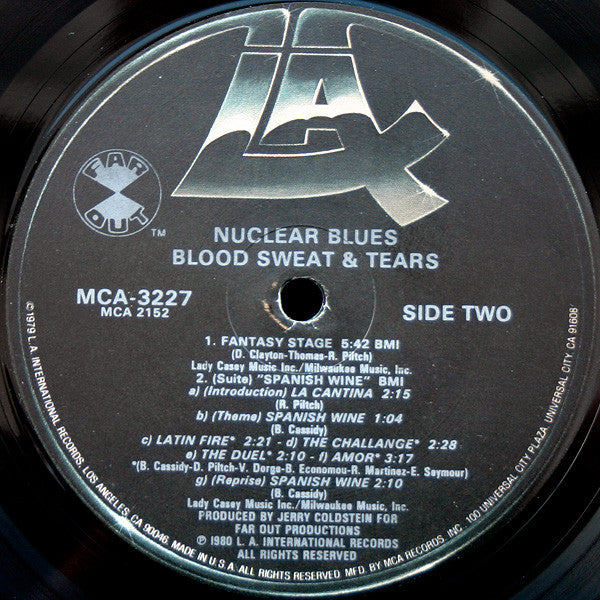 LAX
FAR
OUT
TM
NUCLEAR BLUES
BLOOD SWEAT & TEARS
MCA-3227
MCA 2152
SIDE TWO
1. FANTASY STAGE 5:42 BMI
(D. Clayton-Thomas-R. Piltch)
Lady Casey Music Inc./Milwaukee Music, Inc.
2. (Suite) "SPANISH WINE" BMI
a) (Introduction) LA CANTINA 2:15
(R. Piltch)
b) (Theme) SPANISH WINE 1:04
(B. Cassidy)
c) LATIN FIRE* 2:21 - d) THE CHALLANGE* 2:28
e) THE DUEL* 2:10 - f) AMOR* 3:17
*(B. Cassidy-D. Piltch-V. Dorge-B. Economou-R. Martinez-E. Seymour)
g) (Reprise) SPANISH WINE 2:10
(B. Cassidy)
Lady Casey Music Inc./Milwaukee Music, Inc.
PRODUCED BY JERRY GOLDSTEIN FOR
FAR OUT PRODUCTIONS
℗ 1980 L. A. INTERNATIONAL RECORDS
ALL RIGHTS RESERVED
©1979 L. A. INTERNATIONAL RECORDS, LOS ANGELES, CA 90046. MADE IN U S A. ALL RIGHTS RESERVED. MFD. BY MCA RECORDS, INC. 100 UNIVERSAL CITY PLAZA, UNIVERSAL CITY, CA 91608